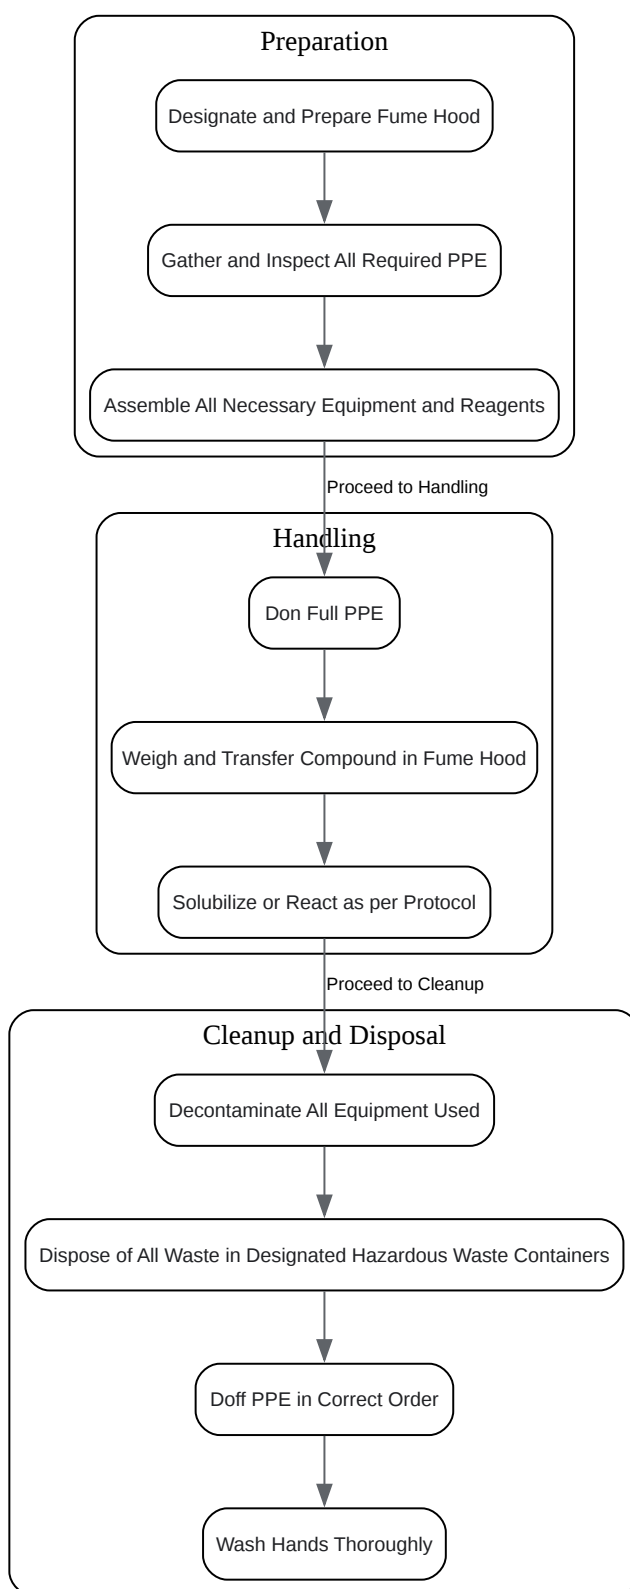 Preparation
Designate and Prepare Fume Hood
Gather and Inspect All Required PPE
Assemble All Necessary Equipment and Reagents
Proceed to Handling
Handling
Don Full PPE
Weigh and Transfer Compound in Fume Hood
Solubilize or React as per Protocol
Proceed to Cleanup
Cleanup and Disposal
Decontaminate All Equipment Used
Dispose of All Waste in Designated Hazardous Waste Containers
Doff PPE in Correct Order
Wash Hands Thoroughly